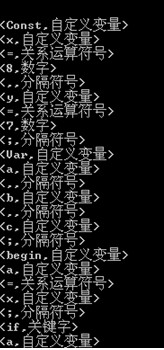 <Const,自定义变量>
<x,自定义变量>
<=,关系运算符号>
<8,数字>
<,,分隔符号>
<y,自定义变量>
<=,关系运算符号>
<7,数字>
<;,分隔符号>
<Var,自定义变量>
<a,自定义变量>
<,,分隔符号>
<b,自定义变量>
<,,分隔符号>
<c,自定义变量>
<;,分隔符号>
<begin,自定义变量>
<a,自定义变量>
<=,关系运算符号>
<x,自定义变量>
<;,分隔符号>
<if,关键字>
<a,自定义变量>